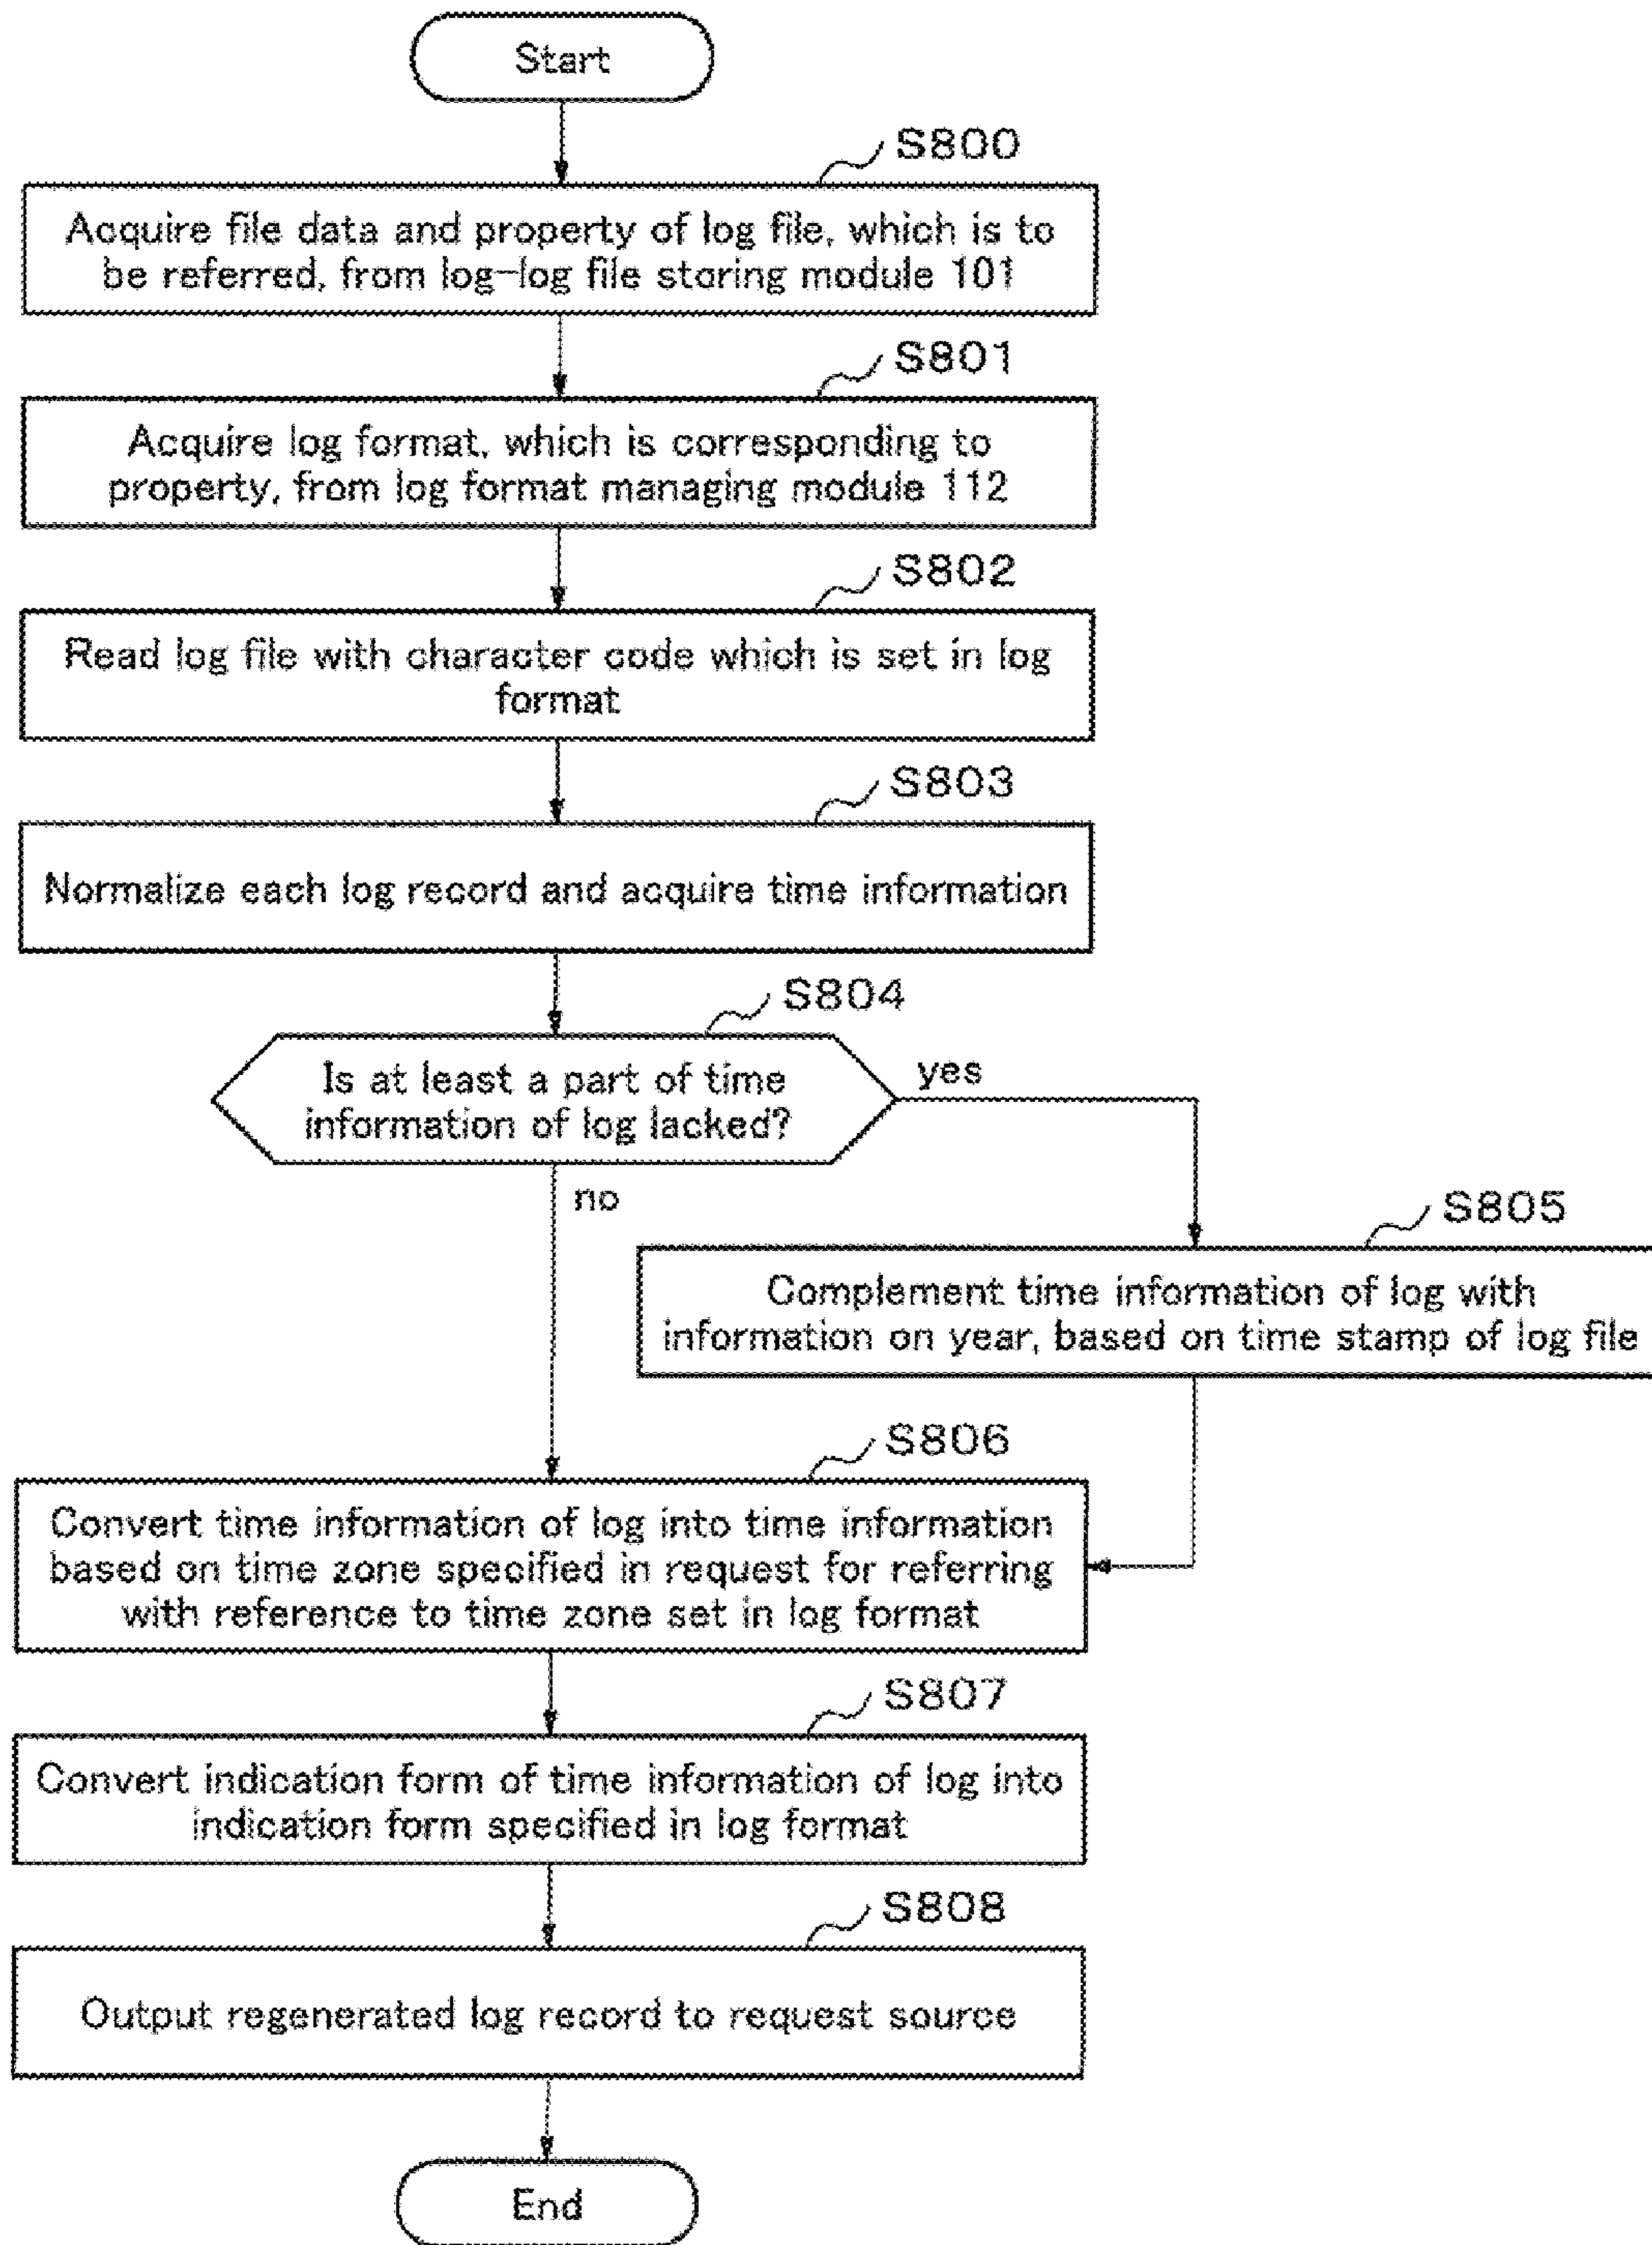 Start
S800
Acquire file data and property of log file, which is to
be referred, from log-log file storing module 101
S801
Acquire log format, which is corresponding to
property, from log format managing module 112
S802
Read log file with character code which is set in log
format
S803
Normalize each log record and acquire time information
S804
Is at least a part of time
information of log lacked?
yes
no
S805
Complement time information of log with
information on year, based on time stamp of log file
S806
Convert time information of log into time information
based on time zone specified in request for referring
with reference to time zone set in log format
S807
Convert indication form of time information of log into
indication form specified in log format
S808
Output regenerated log record to request source
End